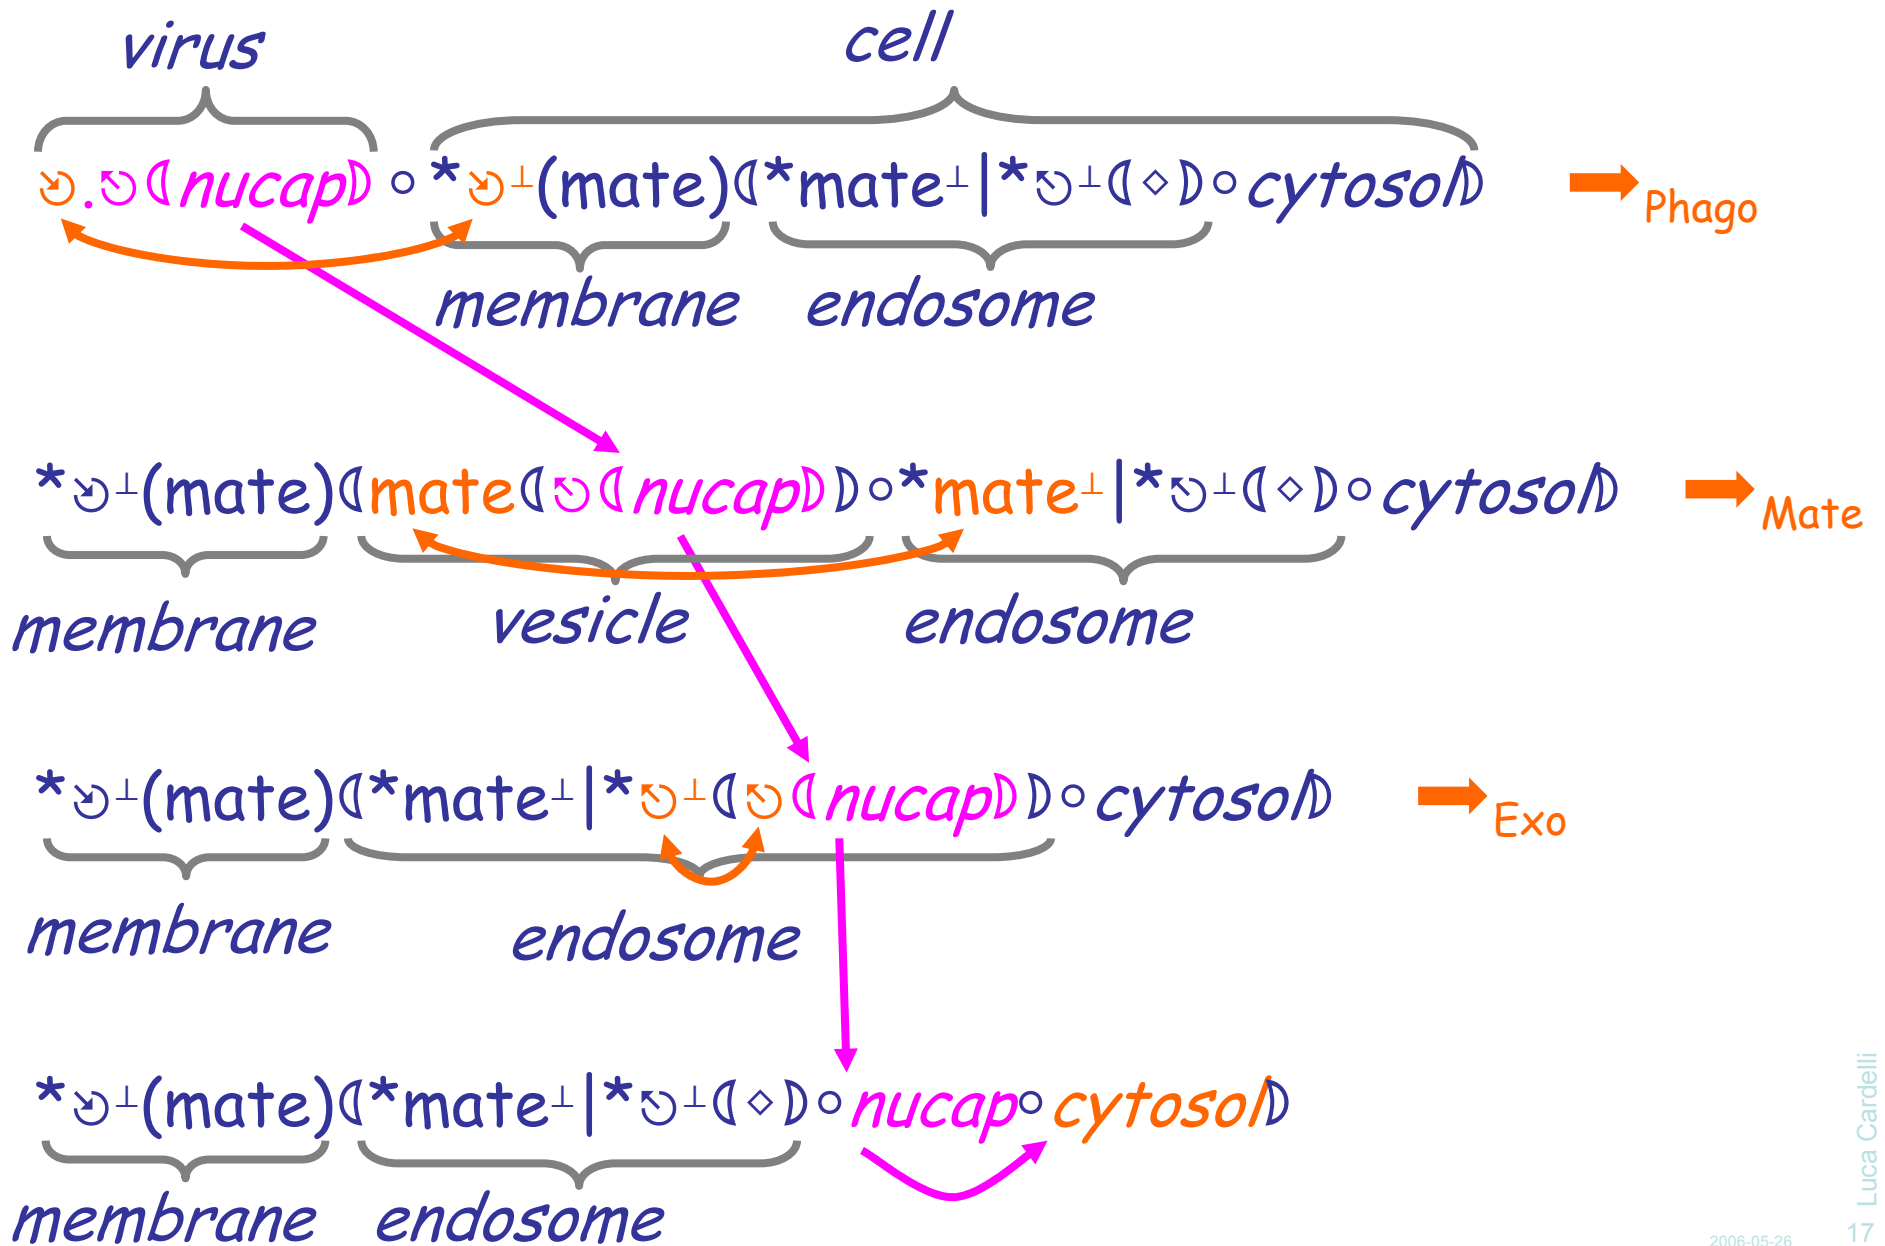 virus cell
⎋.⎋⦇nucap⦈ ∘ *⎋⊥(mate)⦇*mate⊥|*⎋⊥⦇⋄⦈∘cytosol⦈ Phago
membrane endosome
*⎋⊥(mate)⦇mate⦇⎋⦇nucap⦈⦈∘*mate⊥|*⎋⊥⦇⋄⦈∘cytosol⦈ Mate
membrane vesicle endosome
*⎋⊥(mate)⦇*mate⊥|*⎋⊥⦇⎋⦇nucap⦈⦈∘cytosol⦈ Exo
membrane endosome
*⎋⊥(mate)⦇*mate⊥|*⎋⊥⦇⋄⦈∘nucap∘cytosol⦈
membrane endosome
Luca Cardelli
2006-05-26 17